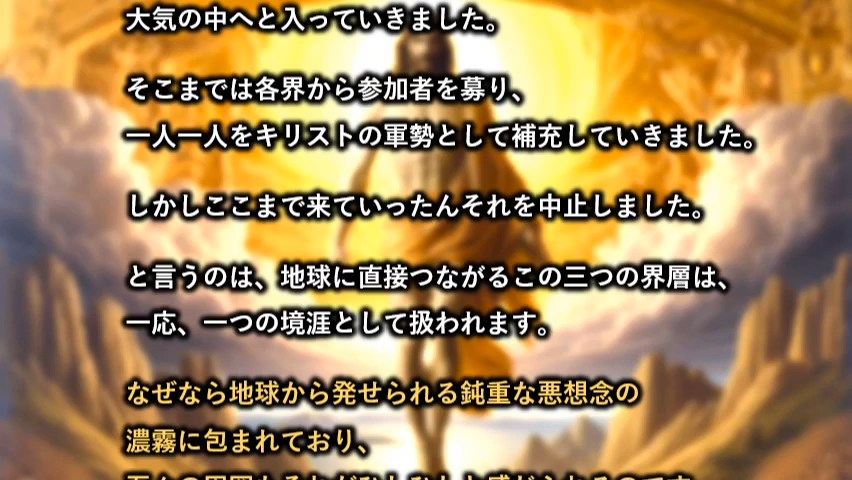 大気の中へと入っていきました。
そこまでは各界から参加者を募り、
一人一人をキリストの軍勢として補充していきました。
しかしここまで来ていったんそれを中止しました。
と言うのは、地球に直接つながるこの三つの界層は、
一応、一つの境涯として扱われます。
なぜなら地球から発せられる鈍重な悪想念の
濃霧に包まれており、